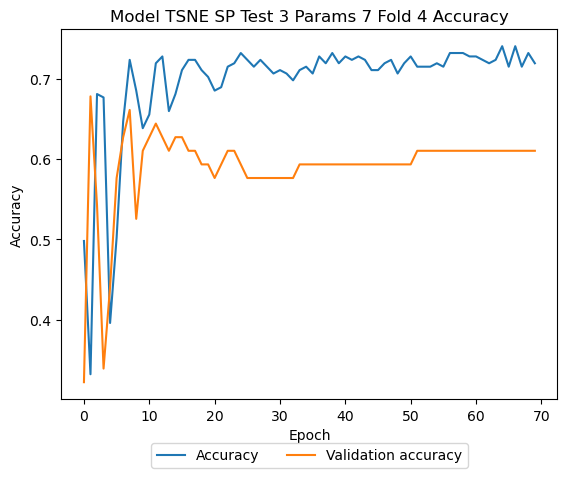 Model TSNE SP Test 3 Params 7 Fold 4 Accuracy
Accuracy
0.7
0.6
0.5
0.4
0 10 20 30 40 50 60 70
Epoch
Accuracy Validation accuracy